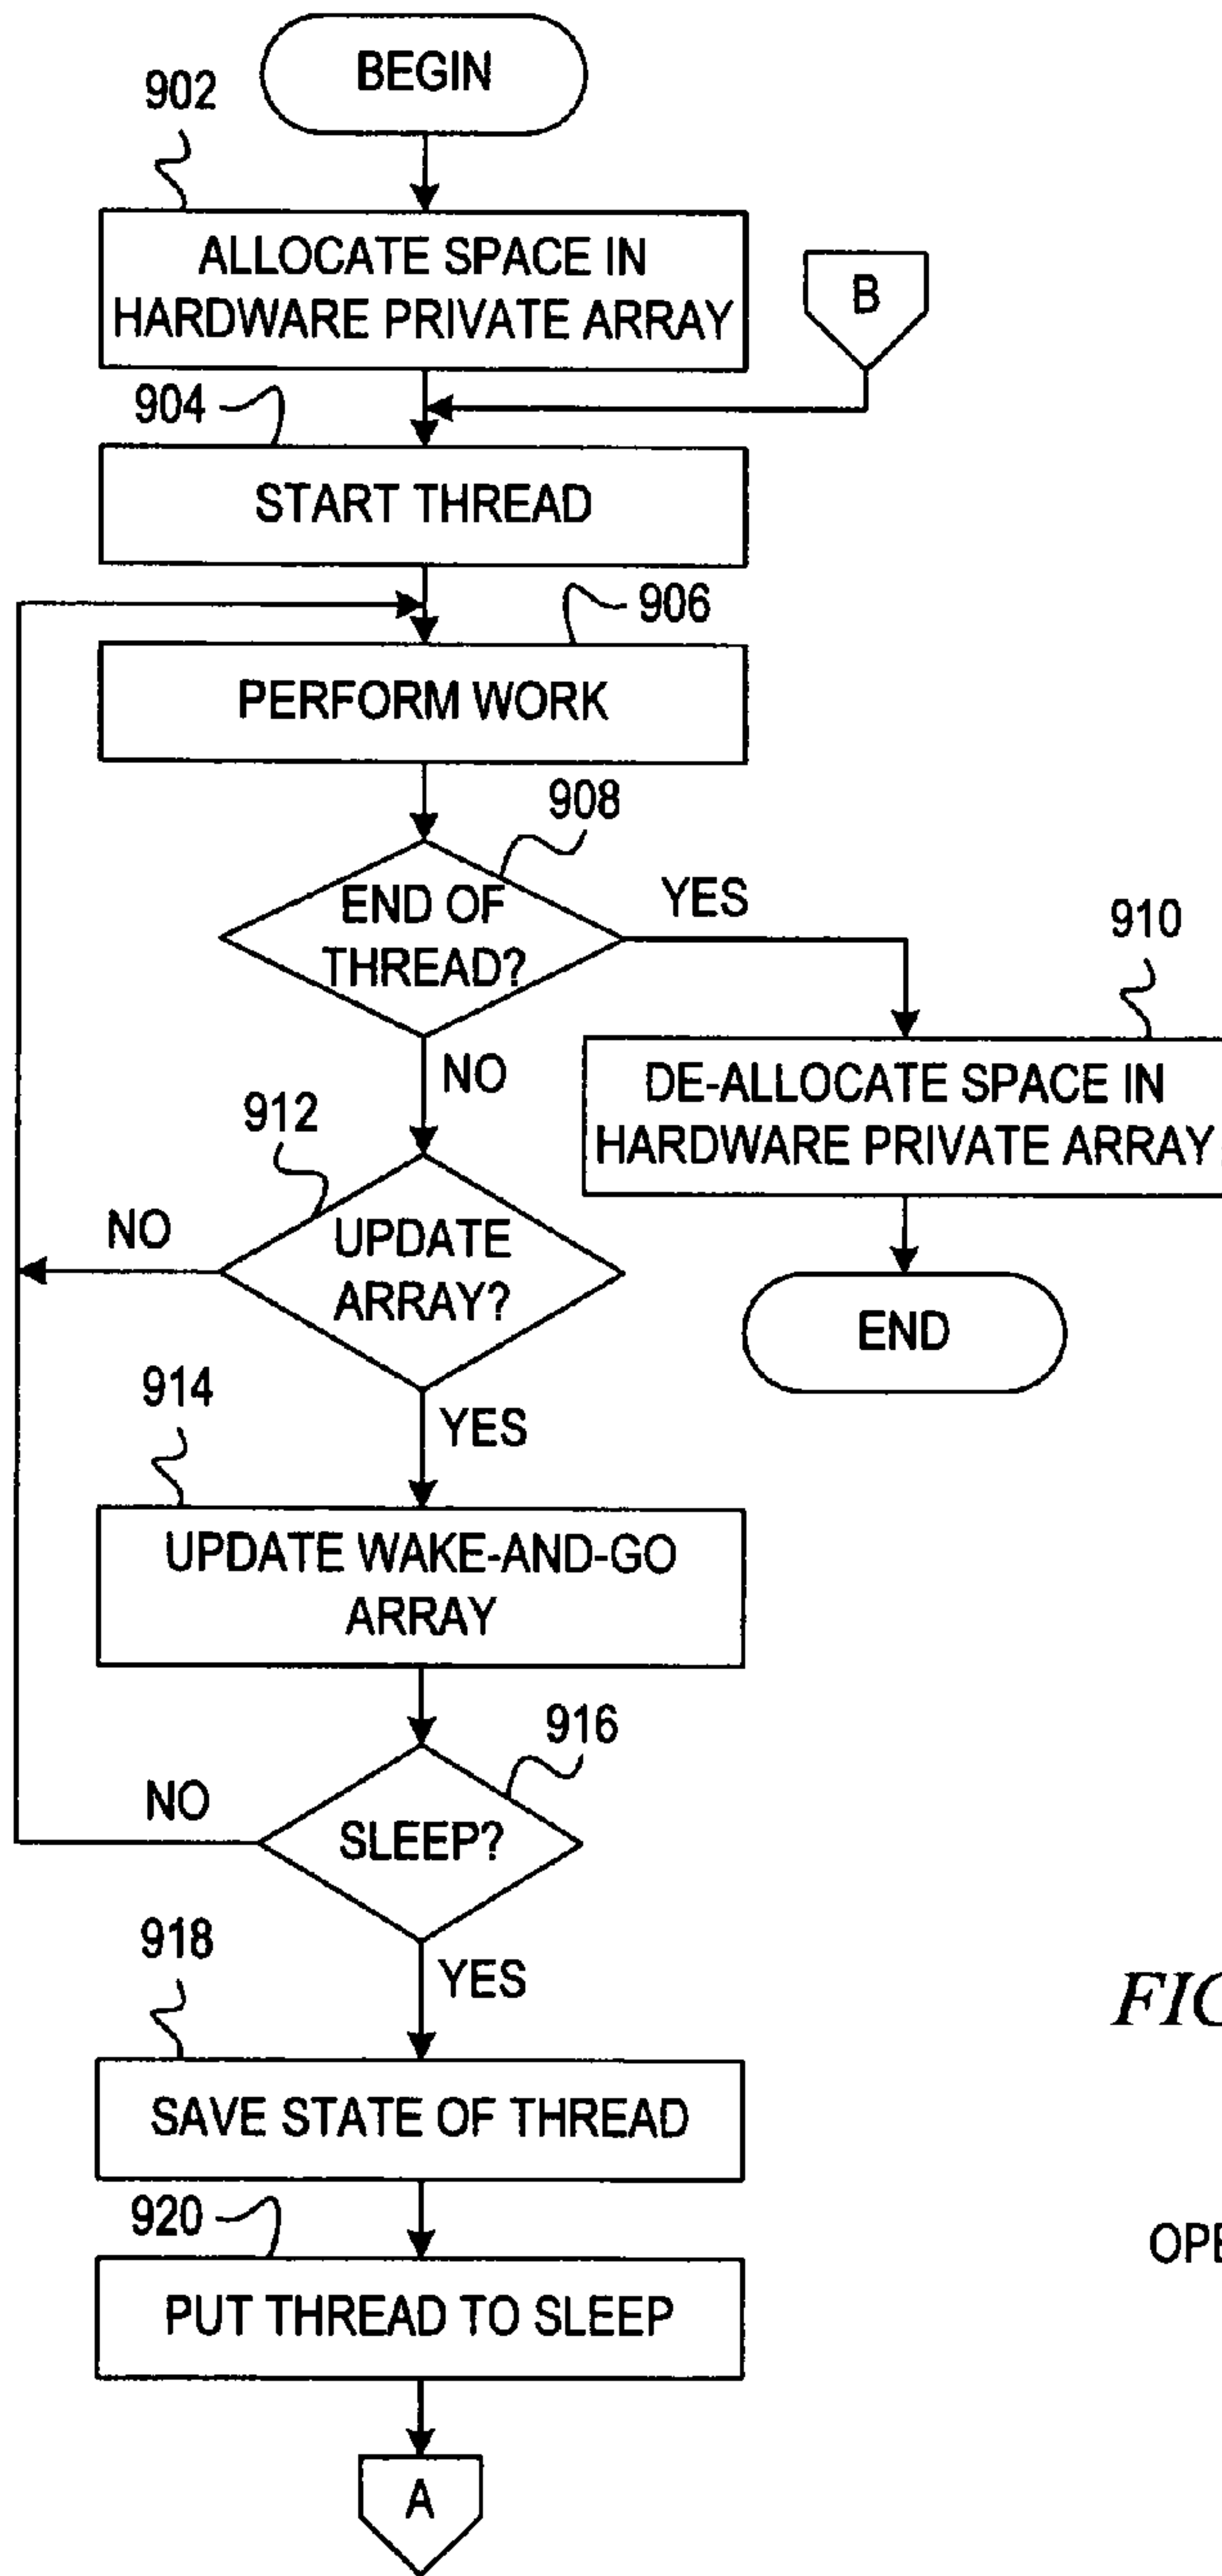 BEGIN
902
ALLOCATE SPACE IN
HARDWARE PRIVATE ARRAY
B
904
START THREAD
906
PERFORM WORK
908
END OF
THREAD?
YES
910
NO
DE-ALLOCATE SPACE IN
HARDWARE PRIVATE ARRAY
912
UPDATE
ARRAY?
NO
END
914
YES
UPDATE WAKE-AND-GO
ARRAY
916
NO
SLEEP?
918
YES
FIG
SAVE STATE OF THREAD
920
OPE
PUT THREAD TO SLEEP
A